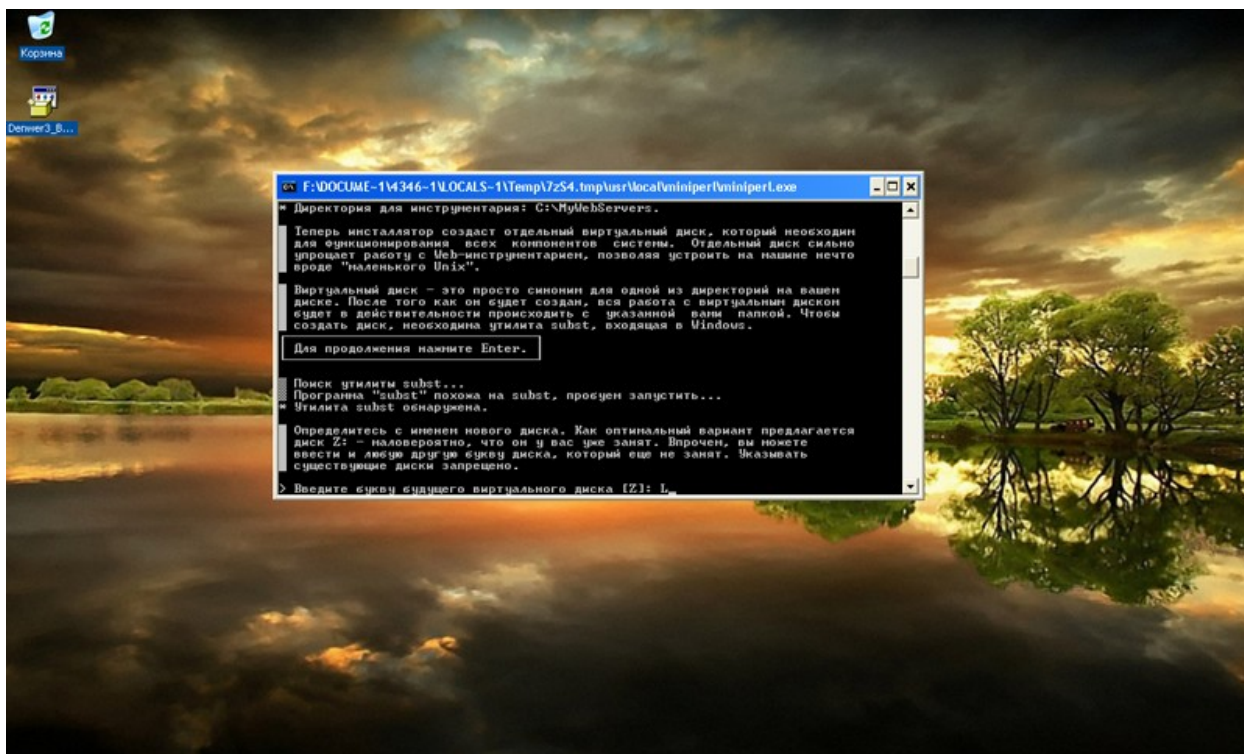 Корзина
Denwer3_B...
F:\DOCUME~1\4346~1\LOCALS~1\Temp\7zS4.tmp\usr\local\miniperl\miniperl.exe
* Директория для инструментария: C:\MyWebServers.
Теперь инсталлятор создаст отдельный виртуальный диск, который необходим
для функционирования всех компонентов системы. Отдельный диск сильно
упрощает работу с Web-инструментарием, позволяя устроить на машине нечто
вроде "маленького Unix".
Виртуальный диск - это просто синоним для одной из директорий на вашем
диске. После того как он будет создан, вся работа с виртуальным диском
будет в действительности происходить с указанной вами папкой. Чтобы
создать диск, необходима утилита subst, входящая в Windows.
Для продолжения нажмите Enter.
Поиск утилиты subst...
Программа "subst" похожа на subst, пробуем запустить...
* Утилита subst обнаружена.
Определитесь с именем нового диска. Как оптимальный вариант предлагается
диск Z: - маловероятно, что он у вас уже занят. Впрочем, вы можете
ввести и любую другую букву диска, который еще не занят. Указывать
существующие диски запрещено.
> Введите букву будущего виртуального диска [Z]: L_